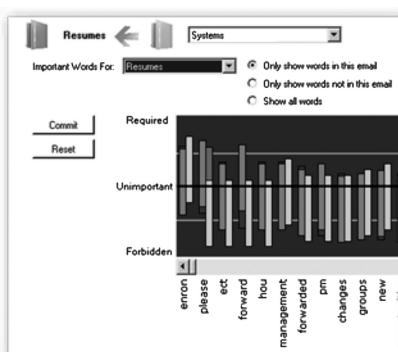 Resumes
Systems
Important Words For:
Resumes
Only show words in this email
Only show words not in this email
Show all words
Commit
Reset
Required
Unimportant
Forbidden
enron
please
ect
forward
hou
management
forwarded
pm
changes
groups
new